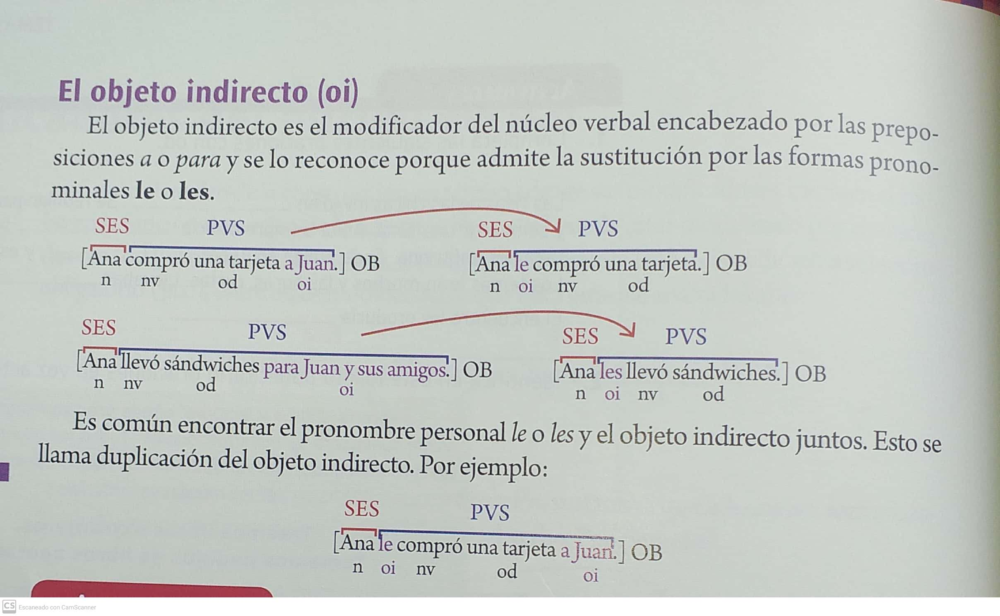 El objeto indirecto (oi)
El objeto indirecto es el modificador del núcleo verbal encabezado por las prepo-
siciones a o para y se lo reconoce porque admite la sustitución por las formas prono-
minales le o les.
SES PVS SES PVS
[Ana compró una tarjeta a Juan.] OB [Ana le compró una tarjeta.] OB
n nv od oi n oi nv od
SES PVS SES PVS
[Ana llevó sándwiches para Juan y sus amigos.] OB [Ana les llevó sándwiches.] OB
n nv od oi n oi nv od
Es común encontrar el pronombre personal le o les y el objeto indirecto juntos. Esto se
llama duplicación del objeto indirecto. Por ejemplo:
SES PVS
[Ana le compró una tarjeta a Juan.] OB
n oi nv od oi
CS Escaneado con CamScanner